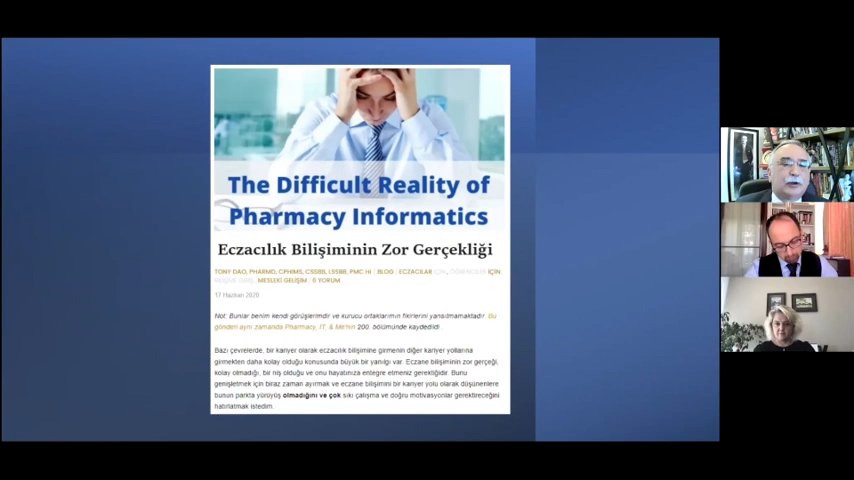 The Difficult Reality of
Pharmacy Informatics
Eczacılık Bilişiminin Zor Gerçekliği
TONY DAO, PHARMD, CPHIMS, CSSBB, LSSBB, PMC HI / BLOG / ECZACILAR IÇIN, ÖĞRENCILER IÇIN
MESLEKI GELIŞIM / 0 YORUM
17 Haziran 2020
Not: Bunlar benim kendi görüşlerimdir ve kurucu ortaklarımın fikirlerini yansıtmamaktadır. Bu
gönderi aynı zamanda Pharmacy, IT, & Me'nin 200. bölümünde kaydedildi .
Bazı çevrelerde, bir kariyer olarak eczacılık bilişimine girmenin diğer kariyer yollarına
girmekten daha kolay olduğu konusunda büyük bir yanılgı var. Eczane bilişiminin zor gerçeği,
kolay olmadığı, bir niş olduğu ve onu hayatınıza entegre etmeniz gerektiğidir. Bunu
genişletmek için biraz zaman ayırmak ve eczane bilişimini bir kariyer yolu olarak düşünenlere
bunun parkta yürüyüş olmadığını ve çok sıkı çalışma ve doğru motivasyonlar gerektireceğini
hatırlatmak istedim.